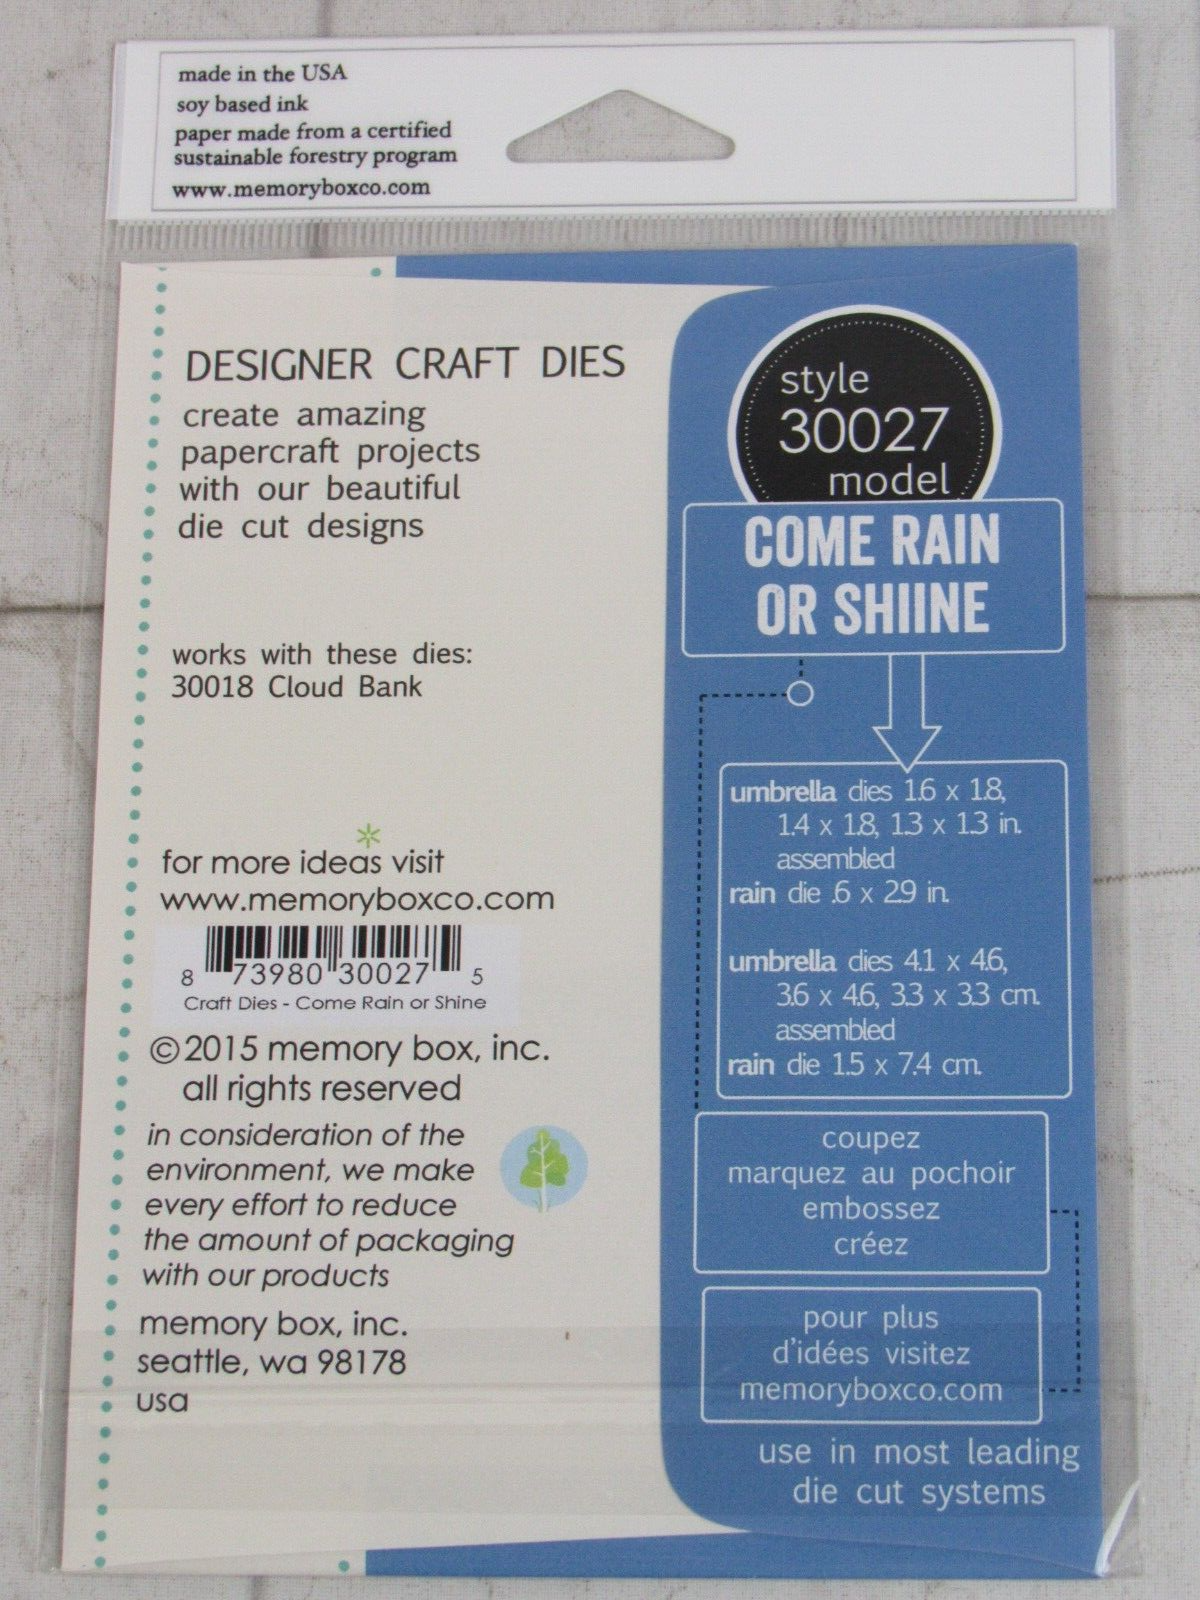 made in the USA
soy based ink
paper made from a certified
sustainable forestry program
www.memoryboxco.com
DESIGNER CRAFT DIES
create amazing
papercraft projects
with our beautiful
die cut designs
works with these dies:
30018 Cloud Bank
for more ideas visit
www.memoryboxco.com
8 73980 30027 5
Craft Dies - Come Rain or Shine
©2015 memory box, inc.
all rights reserved
in consideration of the
environment, we make
every effort to reduce
the amount of packaging
with our products
memory box, inc.
seattle, wa 98178
usa
style
30027
model
COME RAIN
OR SHIINE
umbrella dies 1.6 x 1.8,
1.4 x 1.8, 1.3 x 1.3 in.
assembled
rain die .6 x 2.9 in.
umbrella dies 4.1 x 4.6,
3.6 x 4.6, 3.3 x 3.3 cm.
assembled
rain die 1.5 x 7.4 cm.
coupez
marquez au pochoir
embossez
créez
pour plus
d'idées visitez
memoryboxco.com
use in most leading
die cut systems